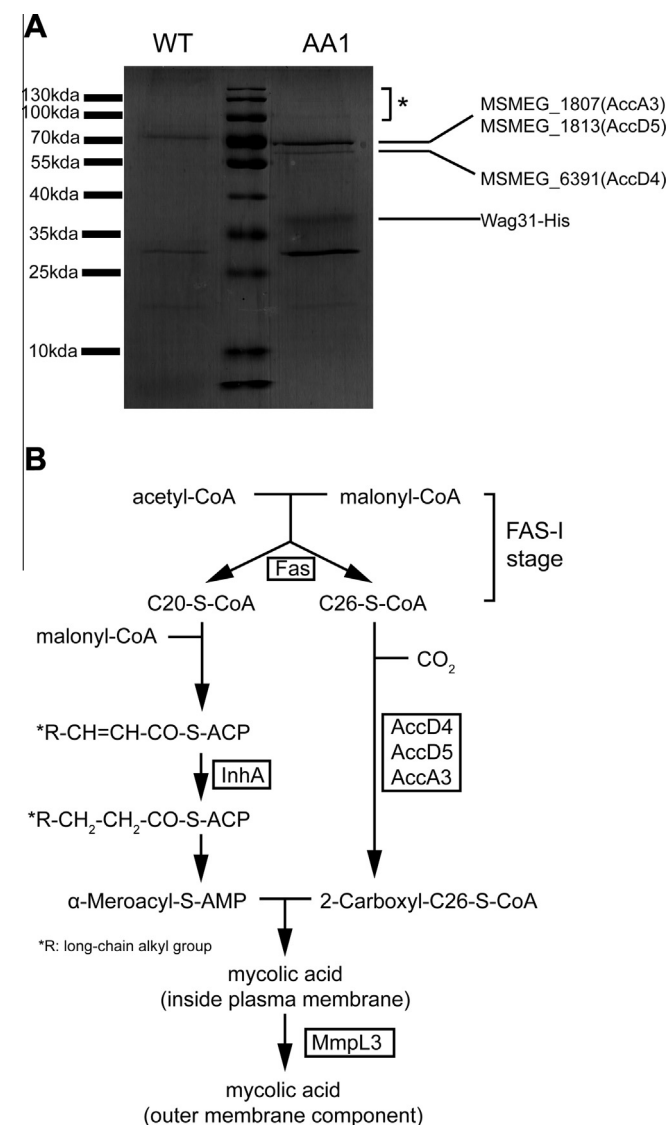 A
WT AA1
130kda
100kda
70kda
55kda
40kda
35kda
25kda
10kda
*
MSMEG_1807(AccA3)
MSMEG_1813(AccD5)
MSMEG_6391(AccD4)
Wag31-His
B
acetyl-CoA malonyl-CoA
FAS-I
stage
Fas
C20-S-CoA C26-S-CoA
malonyl-CoA
CO2
*R-CH=CH-CO-S-ACP
AccD4
AccD5
AccA3
InhA
*R-CH2-CH2-CO-S-ACP
α-Meroacyl-S-AMP 2-Carboxyl-C26-S-CoA
*R: long-chain alkyl group
mycolic acid
(inside plasma membrane)
MmpL3
mycolic acid
(outer membrane component)